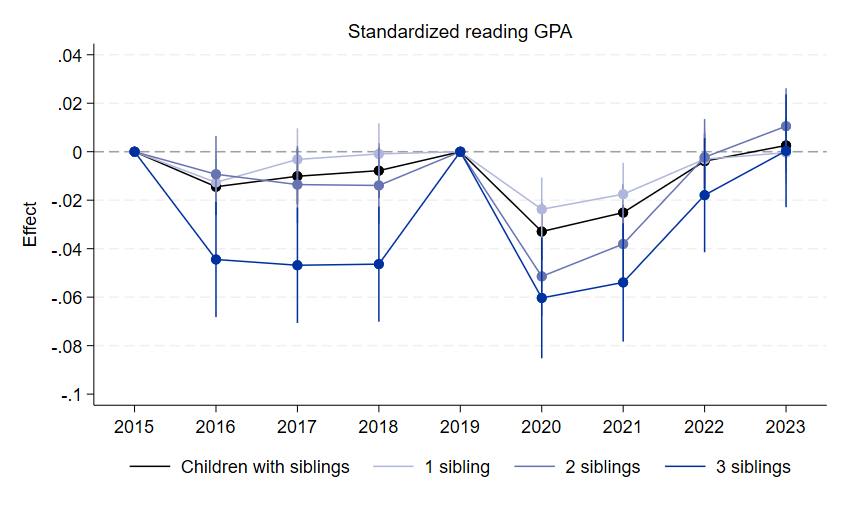 Standardized reading GPA
Effect
.04
.02
0
-.02
-.04
-.06
-.08
-.1
2015 2016 2017 2018 2019 2020 2021 2022 2023
Children with siblings 1 sibling 2 siblings 3 siblings